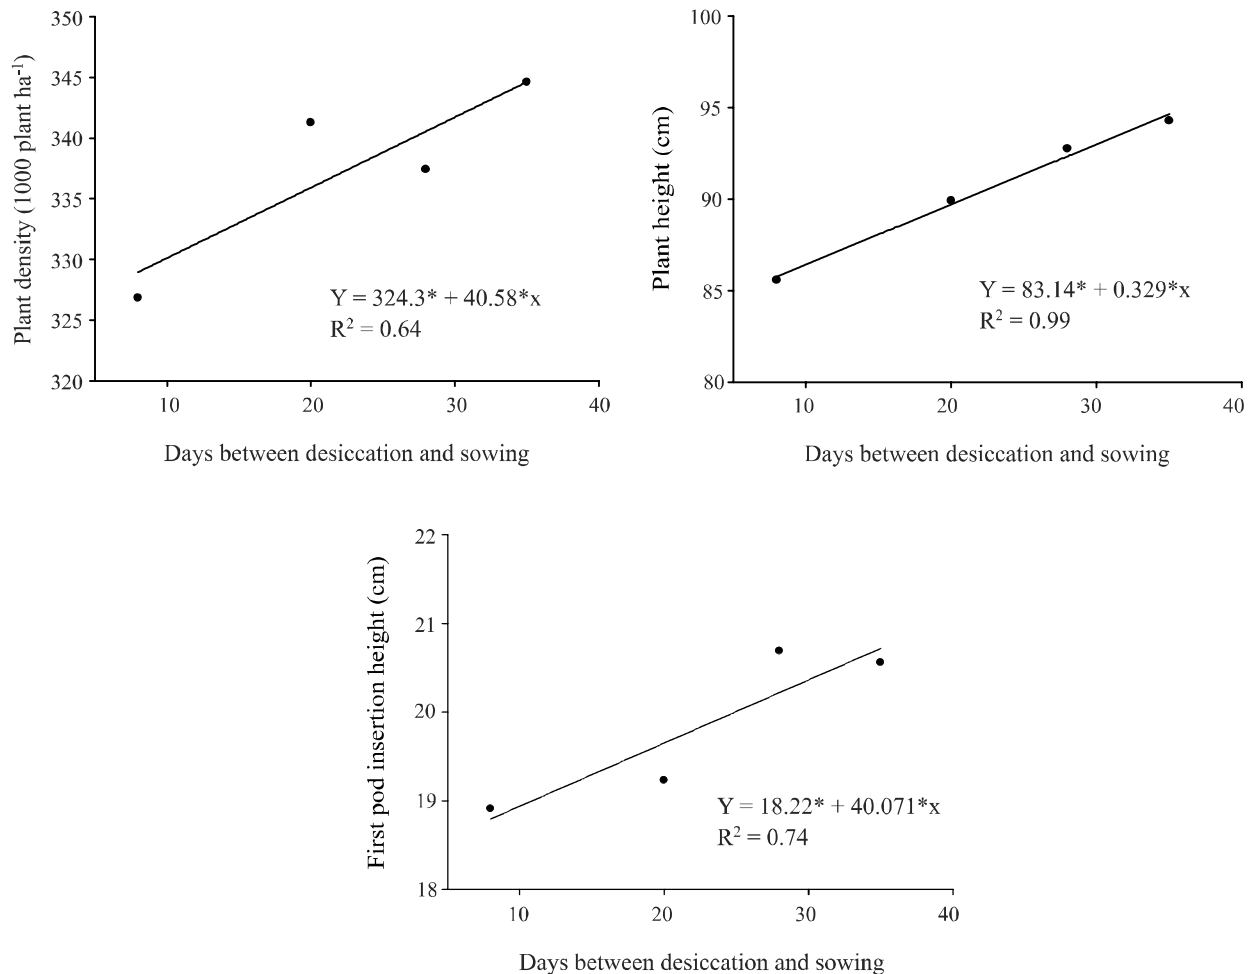 350
345
340
335
330
325
320
Plant density (1000 plant ha-1)
Y = 324.3* + 40.58*x
R2 = 0.64
10 20 30 40
Days between desiccation and sowing
100
95
90
85
80
Plant height (cm)
Y = 83.14* + 0.329*x
R2 = 0.99
10 20 30 40
Days between desiccation and sowing
22
21
20
19
18
First pod insertion height (cm)
Y = 18.22* + 40.071*x
R2 = 0.74
10 20 30 40
Days between desiccation and sowing